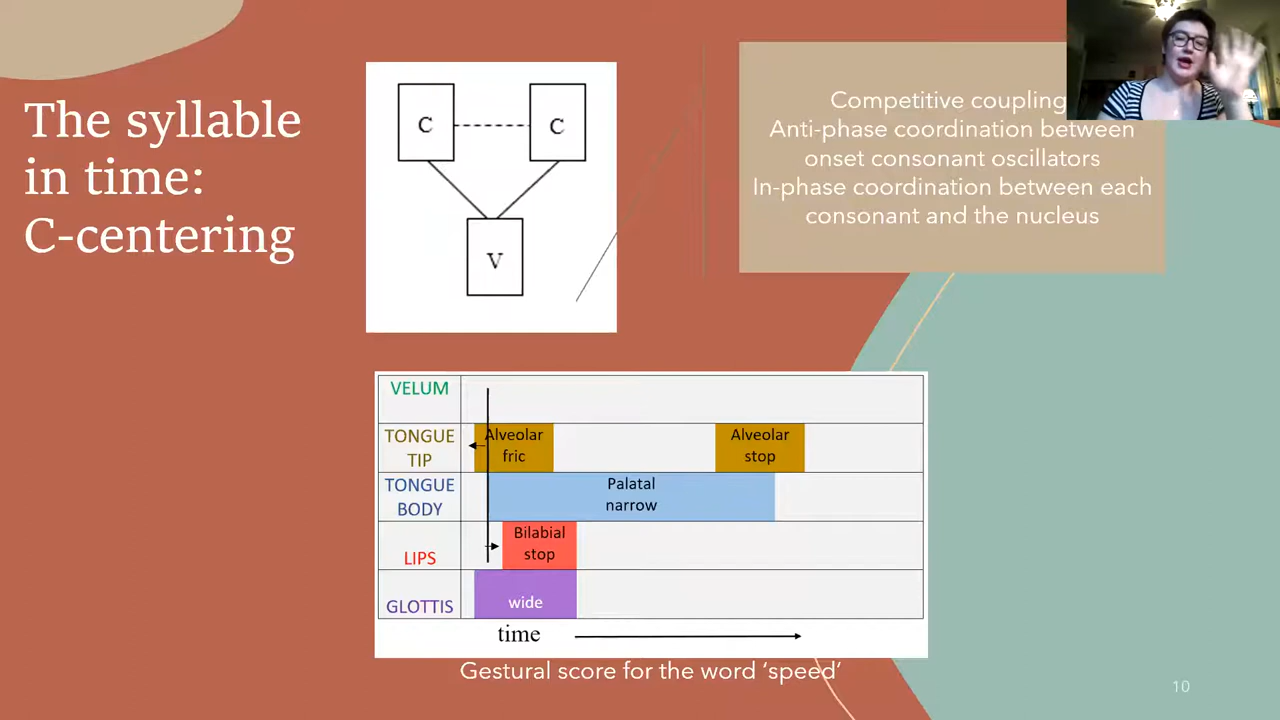 The syllable
in time:
C-centering
C
C
V
Competitive coupling
Anti-phase coordination between
onset consonant oscillators
In-phase coordination between each
consonant and the nucleus
VELUM
TONGUE
TIP
Alveolar
fric
Alveolar
stop
TONGUE
BODY
Palatal
narrow
LIPS
Bilabial
stop
GLOTTIS
wide
time
Gestural score for the word ‘speed’
10